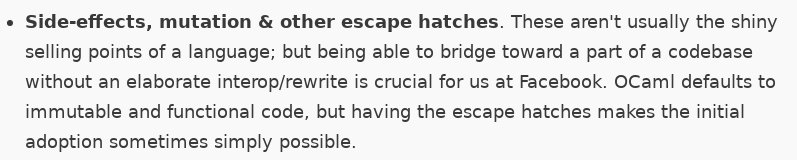 • Side-effects, mutation & other escape hatches. These aren't usually the shiny
selling points of a language; but being able to bridge toward a part of a codebase
without an elaborate interop/rewrite is crucial for us at Facebook. OCaml defaults to
immutable and functional code, but having the escape hatches makes the initial
adoption sometimes simply possible.